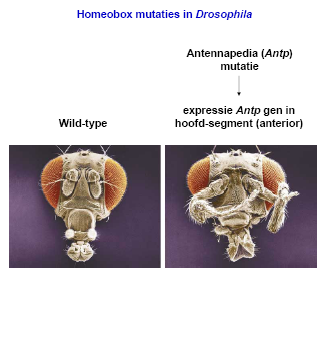 Homeobox mutaties in Drosophila
Antennapedia (Antp)
mutatie
expressie Antp gen in
hoofd-segment (anterior)
Wild-type